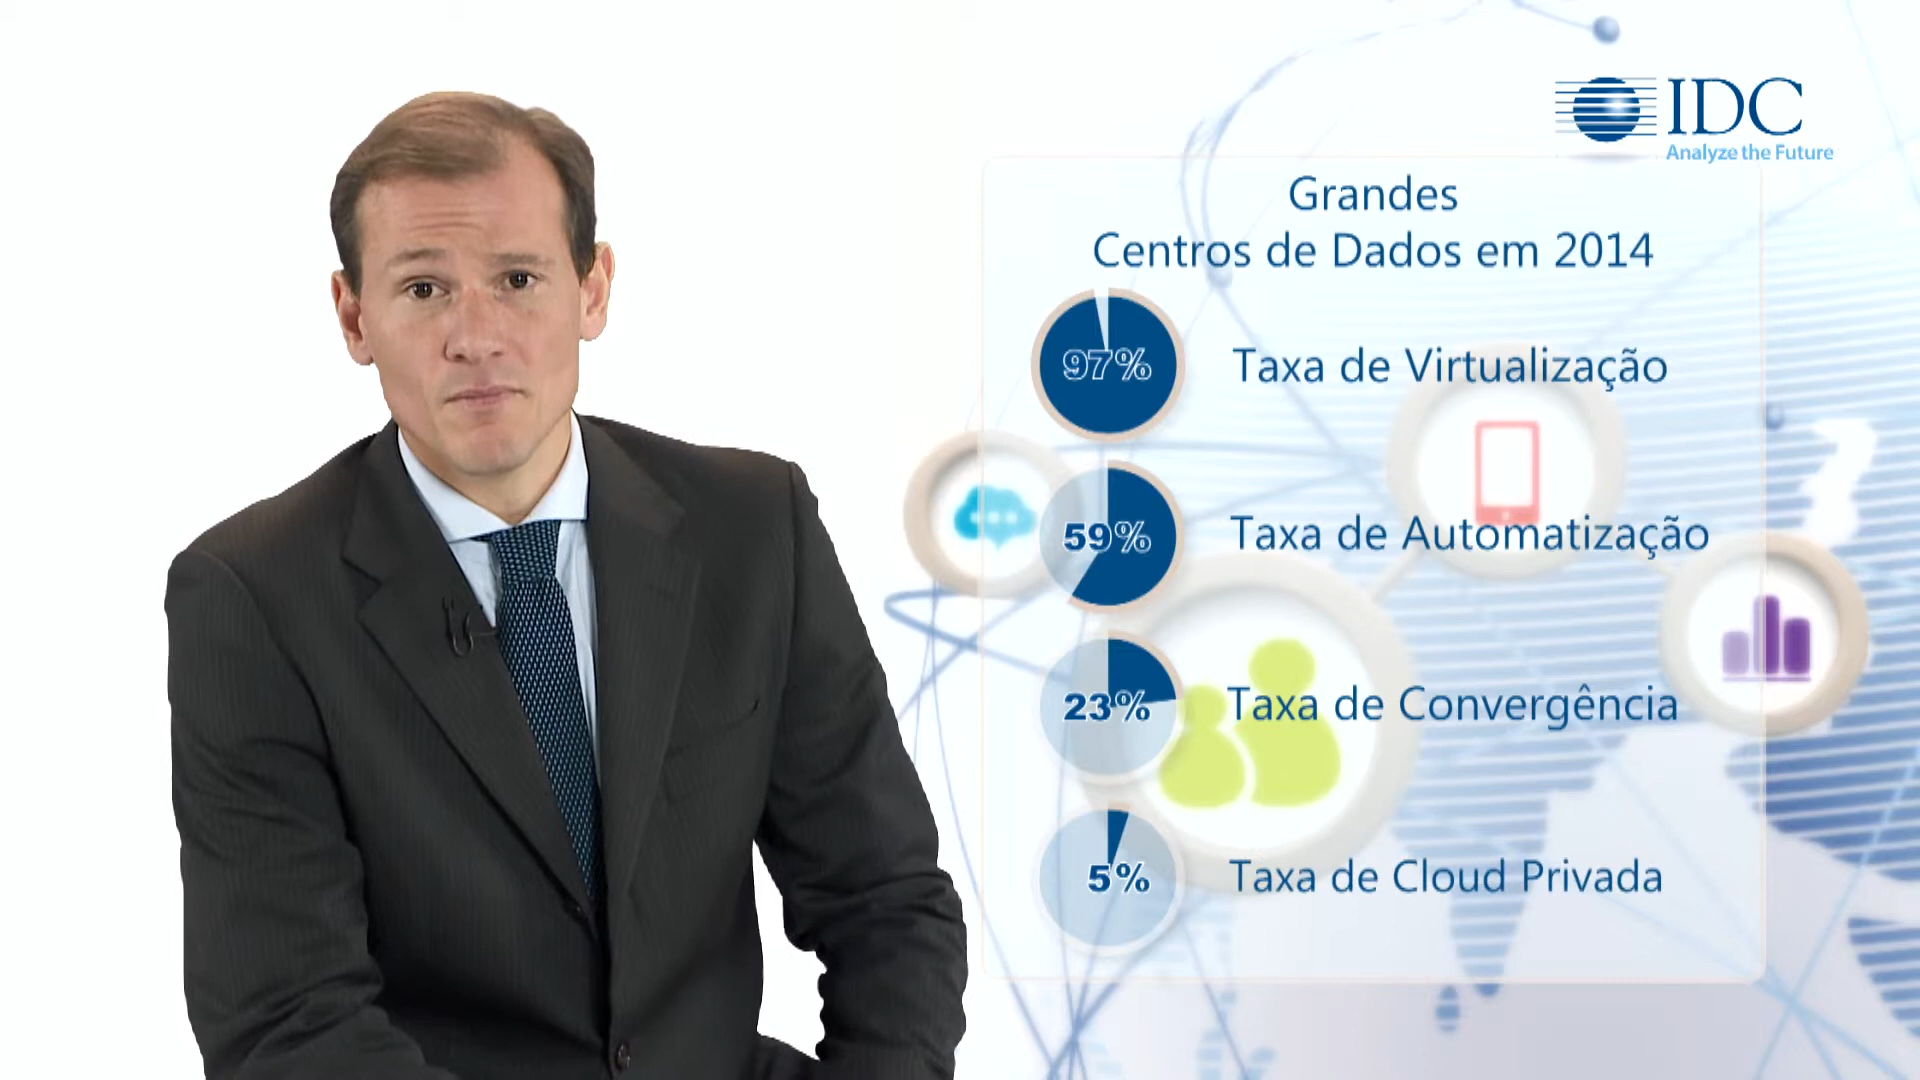 IDC
Analyze the Future
Grandes
Centros de Dados em 2014
97% Taxa de Virtualização
59% Taxa de Automatização
23% Taxa de Convergência
5% Taxa de Cloud Privada